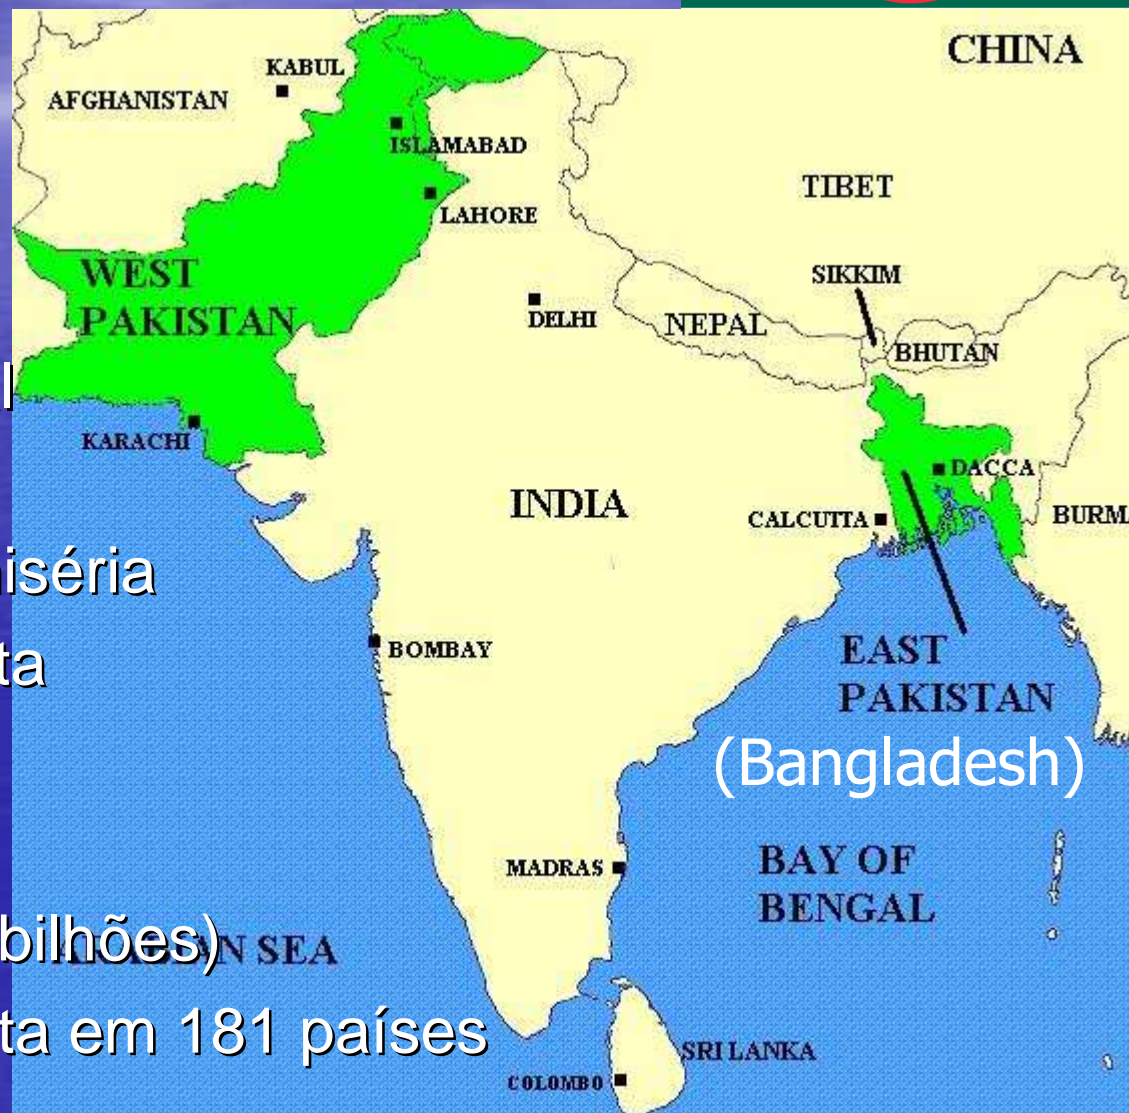 CHINA
KABUL
AFGHANISTAN
ISLAMABAD
TIBET
LAHORE
WEST
PAKISTAN
SIKKIM
DELHI
NEPAL
BHUTAN
KARACHI
DACCA
INDIA
CALCUTTA
BURM
iséria
BOMBAY
ta
EAST
PAKISTAN
(Bangladesh)
MADRAS
BAY OF
BENGAL
bilhões)
SEA
ta em 181 países
SRI LANKA
COLOMBO